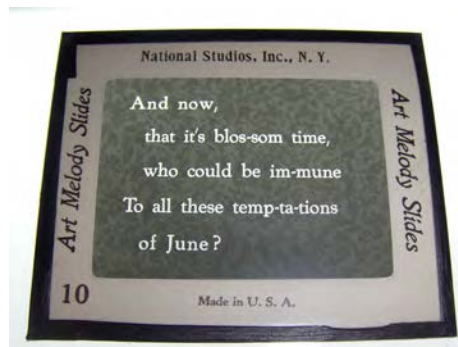 National Studios, Inc., N. Y.
Art Melody Slides
And now,
that it's blos-som time,
who could be im-mune
To all these temp-ta-tions
of June?
Art Melody Slides
10
Made in U. S. A.